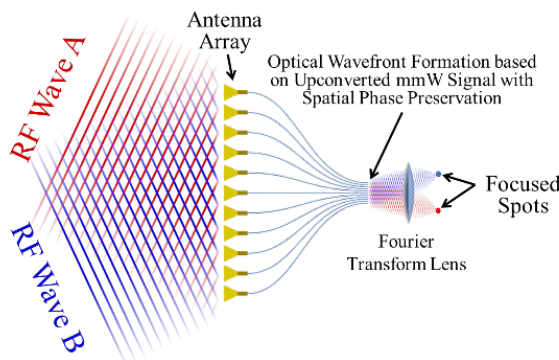 Antenna
Array
Optical Wavefront Formation based
on Upconverted mmW Signal with
Spatial Phase Preservation
RF Wave A
RF Wave B
Focused
Spots
Fourier
Transform Lens